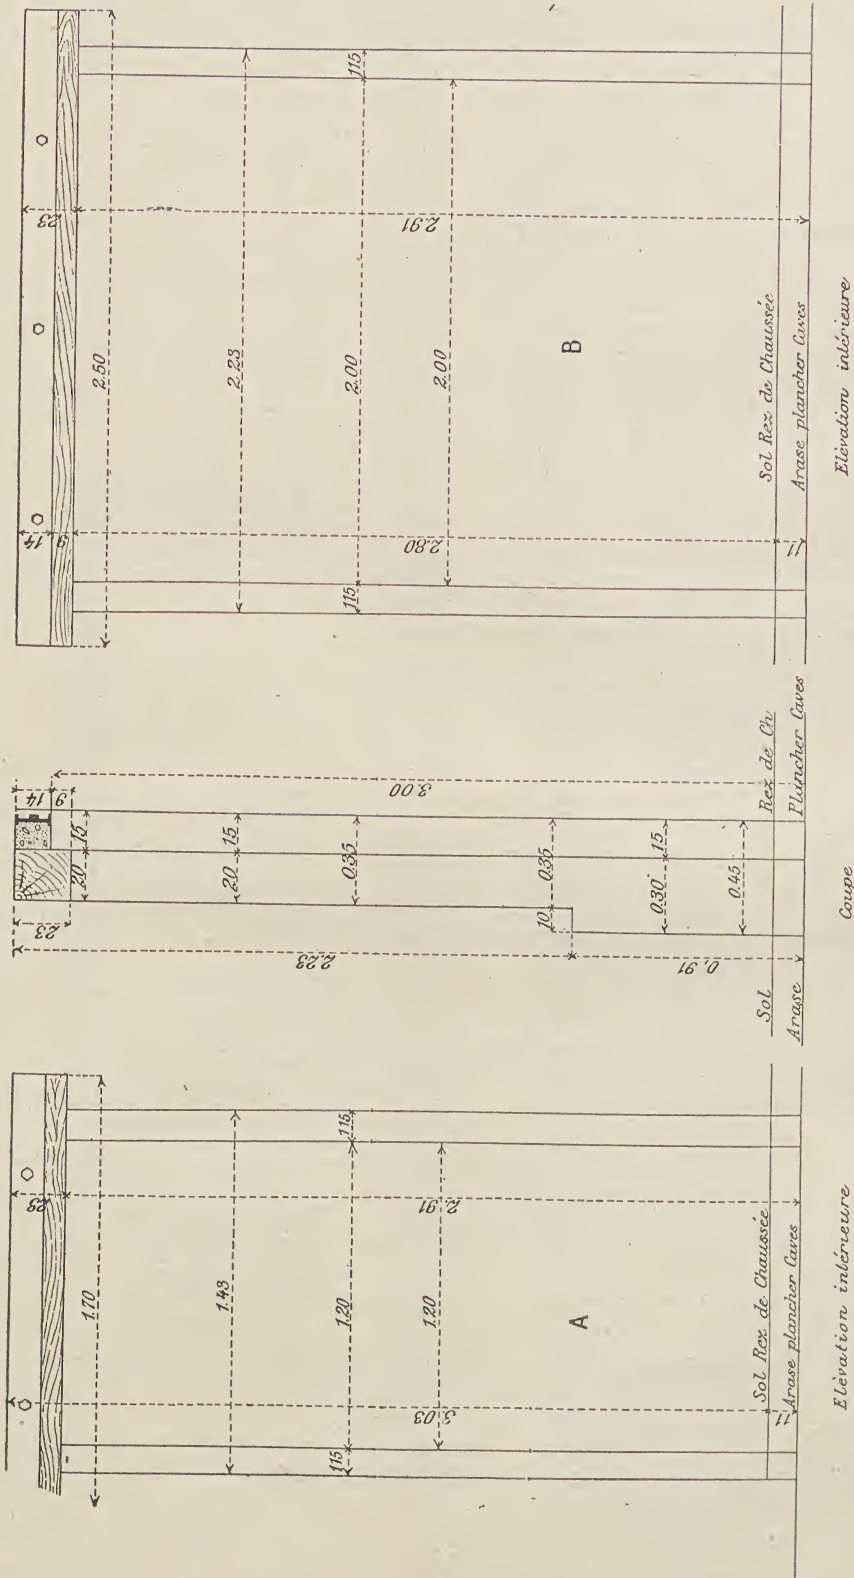 2.50
2.23
115
2.00
115
2.00
23
2.91
14
9
2.80
11
B
Sol Rez de Chaussée
Arase plancher Caves
Elévation intérieure
14
9
3.00
20
15
20
15
0.35
0.35
10
0.30
15
0.45
23
2.23
0,91
Sol
Rez de Ch
Arase
Plancher Caves
Coupe
1.70
1.43
115
1.20
115
1.20
23
2.91
3.03
11
A
Sol Rez de Chaussée
Arase plancher Caves
Elévation intérieure